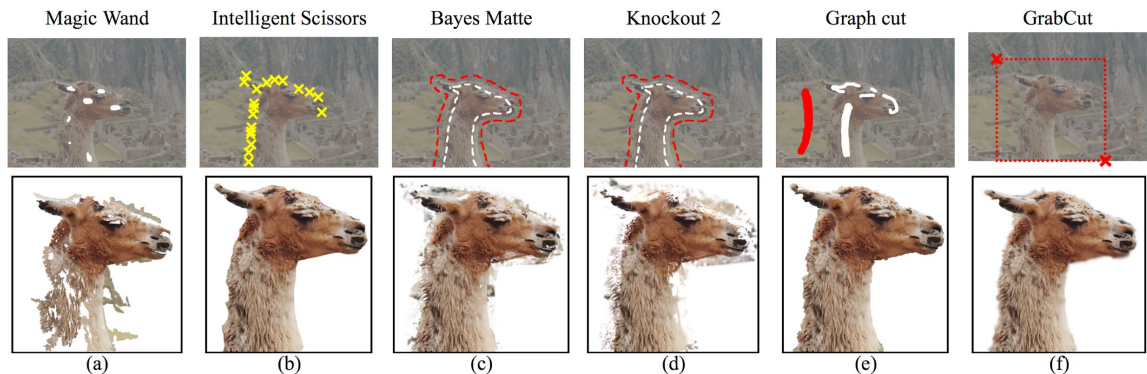 Magic Wand
Intelligent Scissors
Bayes Matte
Knockout 2
Graph cut
GrabCut
(a)
(b)
(c)
(d)
(e)
(f)